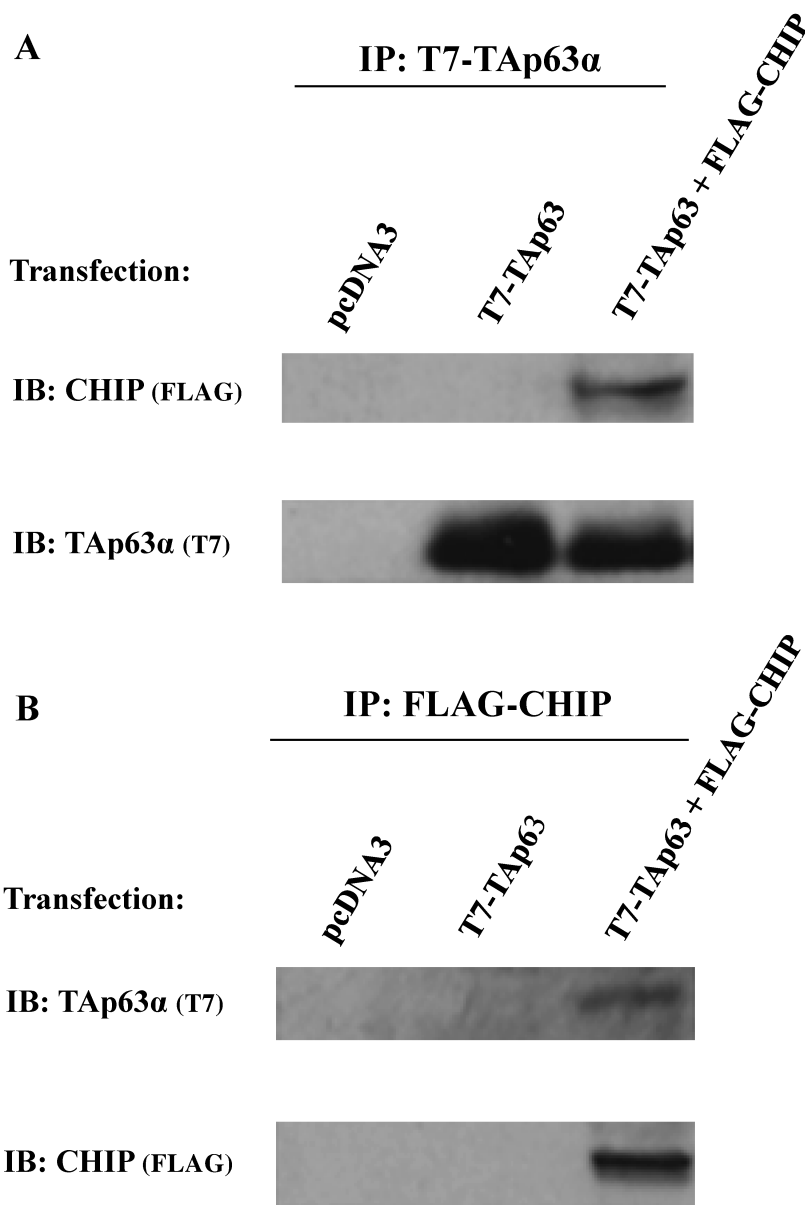 A
IP: T7-TAp63α
Transfection:
pcDNA3
T7-TAp63
T7-TAp63 + FLAG-CHIP
IB: CHIP (FLAG)
IB: TAp63α (T7)
B
IP: FLAG-CHIP
Transfection:
pcDNA3
T7-TAp63
T7-TAp63 + FLAG-CHIP
IB: TAp63α (T7)
IB: CHIP (FLAG)